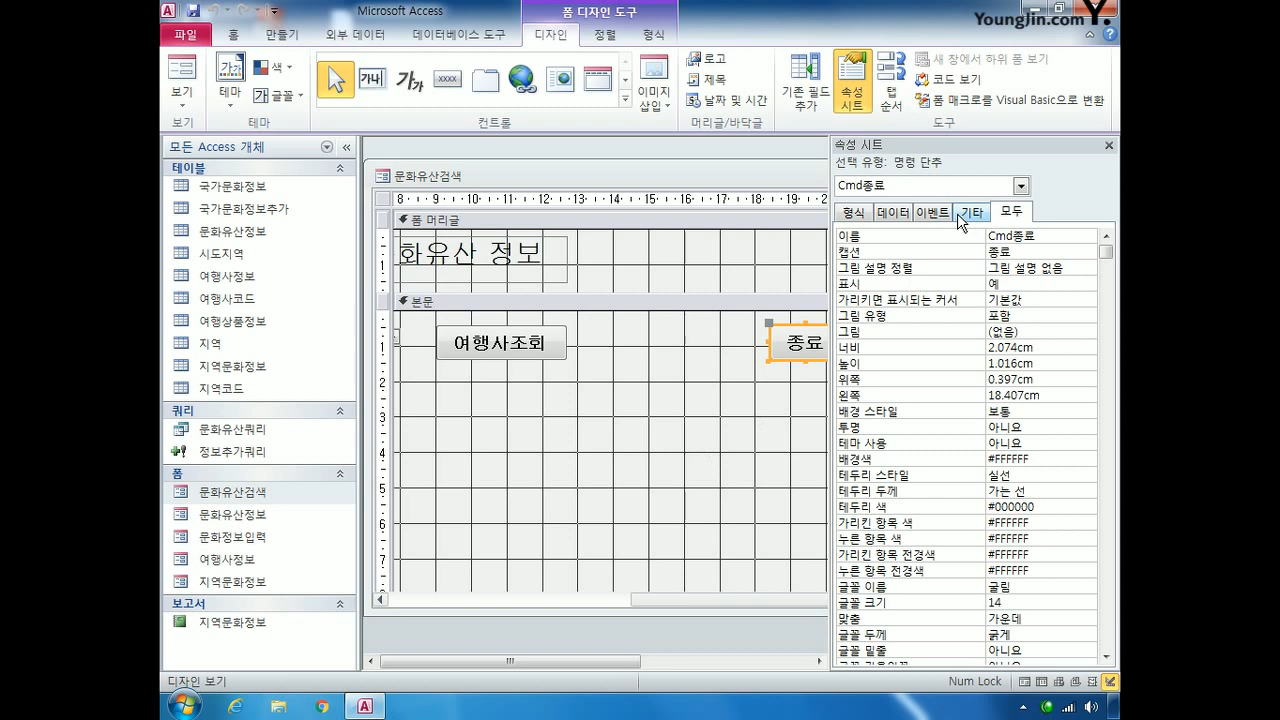 Microsoft Access
폼 디자인 도구
YoungJin.com Y.
파일 홈 만들기 외부 데이터 데이터베이스 도구 디자인 정렬 형식
보기
테마
색
글꼴
가나
가가
xxxx
이미지 삽입
로고
제목
날짜 및 시간
기존 필드 추가
속성 시트
탭 순서
새 창에서 하위 폼 보기
코드 보기
폼 매크로를 Visual Basic으로 변환
보기 테마 컨트롤 머리글/바닥글 도구
모든 Access 개체
테이블
국가문화정보
국가문화정보추가
문화유산정보
시도지역
여행사정보
여행사코드
여행상품정보
지역
지역문화정보
지역코드
쿼리
문화유산쿼리
정보추가쿼리
폼
문화유산검색
문화유산정보
문화정보입력
여행사정보
지역문화정보
보고서
지역문화정보
문화유산검색
8 9 10 11 12 13 14 15 16 17 18 19
폼 머리글
1
화유산 정보
본문
1
2
3
4
5
6
7
여행사조회
종료
속성 시트
선택 유형: 명령 단추
Cmd종료
형식 데이터 이벤트 기타 모두
이름 Cmd종료
캡션 종료
그림 설명 정렬 그림 설명 없음
표시 예
가리키면 표시되는 커서 기본값
그림 유형 포함
그림 (없음)
너비 2.074cm
높이 1.016cm
위쪽 0.397cm
왼쪽 18.407cm
배경 스타일 보통
투명 아니요
테마 사용 아니요
배경색 #FFFFFF
테두리 스타일 실선
테두리 두께 가는 선
테두리 색 #000000
가리킨 항목 색 #FFFFFF
누른 항목 색 #FFFFFF
가리킨 항목 전경색 #FFFFFF
누른 항목 전경색 #FFFFFF
글꼴 이름 굴림
글꼴 크기 14
맞춤 가운데
글꼴 두께 굵게
글꼴 밑줄 아니요
디자인 보기
Num Lock